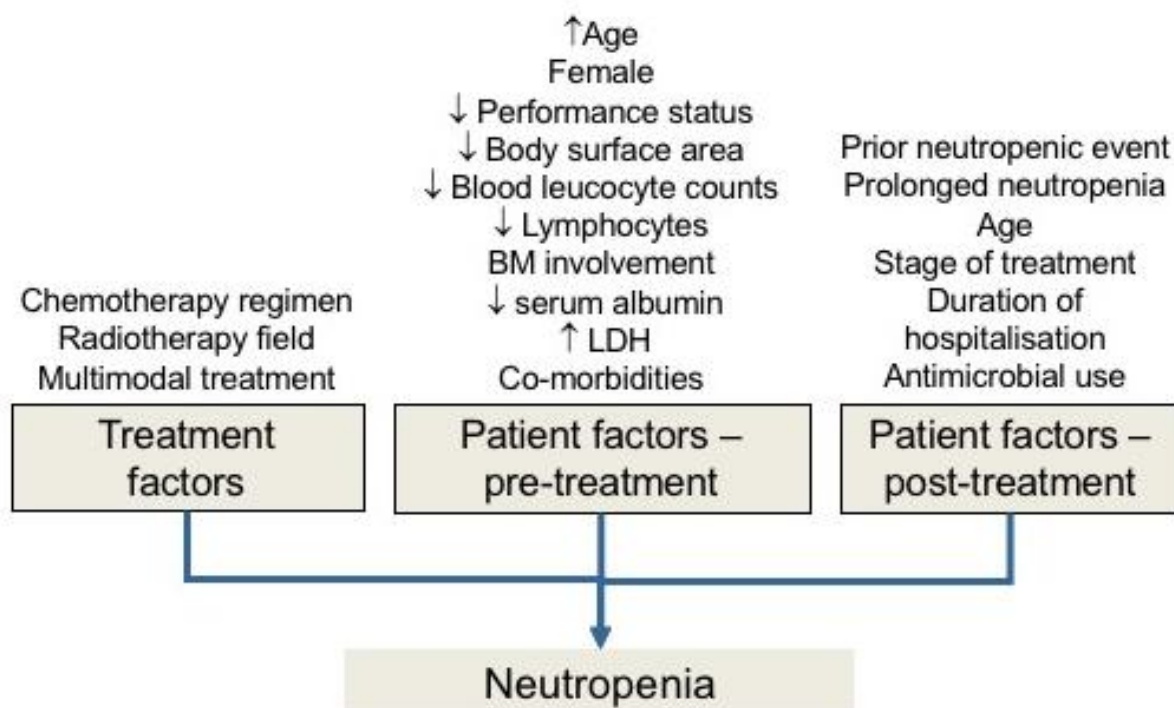 Chemotherapy regimen
Radiotherapy field
Multimodal treatment
Treatment
factors
↑Age
Female
↓ Performance status
↓ Body surface area
↓ Blood leucocyte counts
↓ Lymphocytes
BM involvement
↓ serum albumin
↑ LDH
Co-morbidities
Patient factors –
pre-treatment
Prior neutropenic event
Prolonged neutropenia
Age
Stage of treatment
Duration of
hospitalisation
Antimicrobial use
Patient factors –
post-treatment
Neutropenia